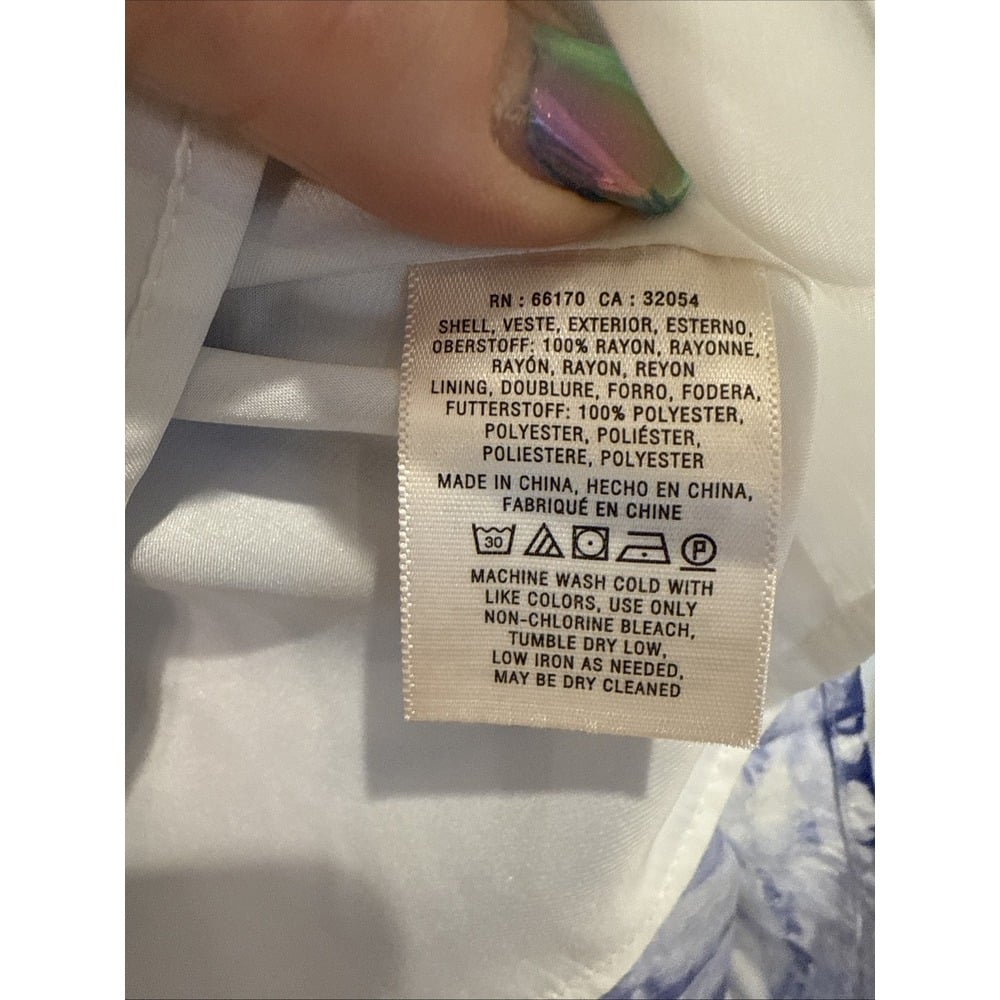 RN : 66170 CA : 32054
SHELL, VESTE, EXTERIOR, ESTERNO,
OBERSTOFF: 100% RAYON, RAYONNE,
RAYÓN, RAYON, REYON
LINING, DOUBLURE, FORRO, FODERA,
FUTTERSTOFF: 100% POLYESTER,
POLYESTER, POLIÉSTER,
POLIESTERE, POLYESTER
MADE IN CHINA, HECHO EN CHINA,
FABRIQUÉ EN CHINE
30 P
MACHINE WASH COLD WITH
LIKE COLORS, USE ONLY
NON-CHLORINE BLEACH,
TUMBLE DRY LOW,
LOW IRON AS NEEDED,
MAY BE DRY CLEANED